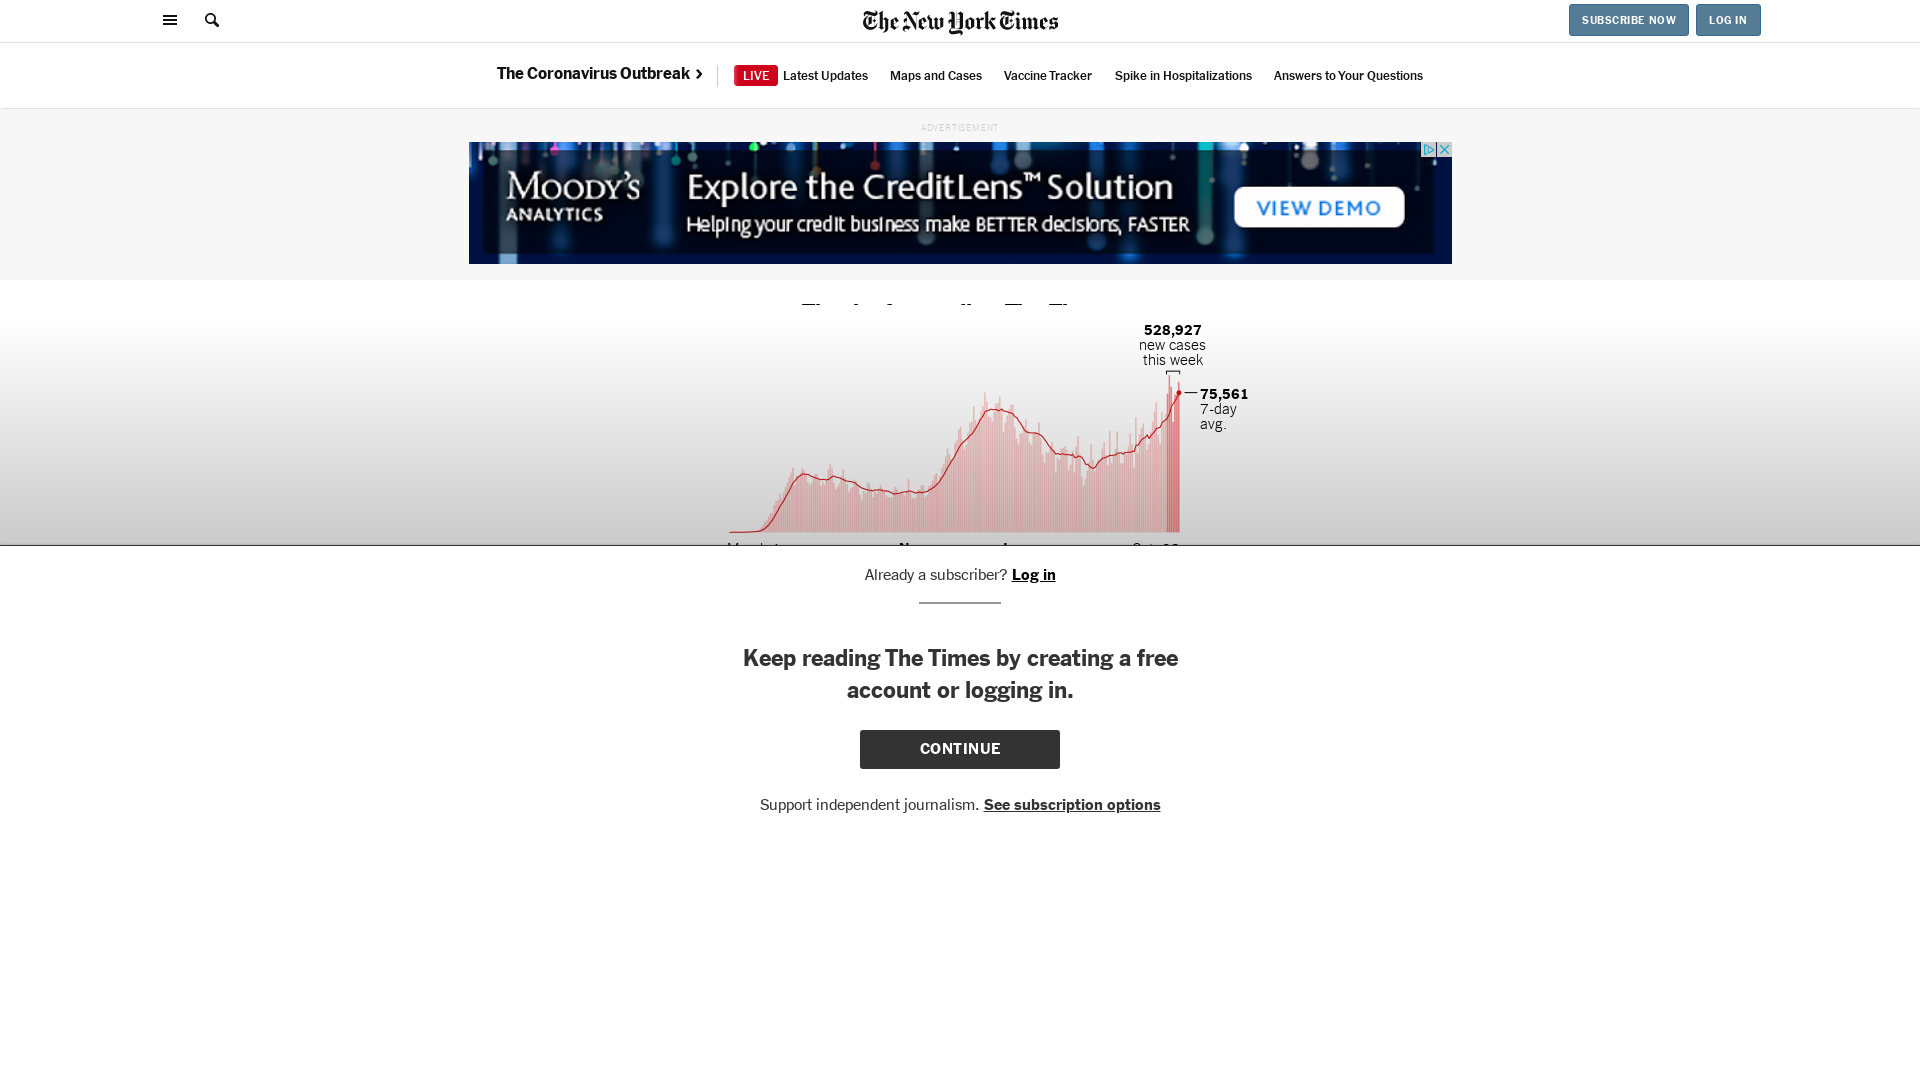 The New York Times
SUBSCRIBE NOW
LOG IN
The Coronavirus Outbreak
LIVE Latest Updates
Maps and Cases
Vaccine Tracker
Spike in Hospitalizations
Answers to Your Questions
ADVERTISEMENT
MOODY'S
ANALYTICS
Explore the CreditLens™ Solution
Helping your credit business make BETTER decisions, FASTER
VIEW DEMO
528,927
new cases
this week
75,561
7-day
avg.
Already a subscriber? Log in
Keep reading The Times by creating a free
account or logging in.
CONTINUE
Support independent journalism. See subscription options